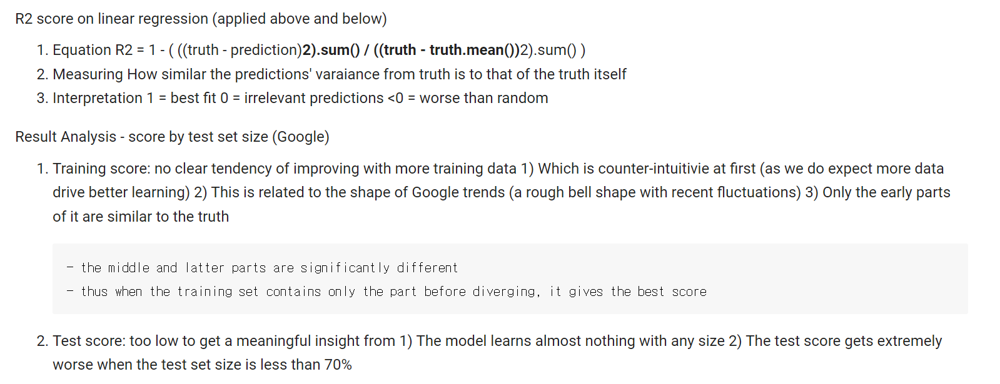 R2 score on linear regression (applied above and below)
1. Equation R2 = 1 - ( ((truth - prediction)2).sum() / ((truth - truth.mean())2).sum() )
2. Measuring How similar the predictions' varaiance from truth is to that of the truth itself
3. Interpretation 1 = best fit 0 = irrelevant predictions <0 = worse than random
Result Analysis - score by test set size (Google)
1. Training score: no clear tendency of improving with more training data 1) Which is counter-intuitivie at first (as we do expect more data
drive better learning) 2) This is related to the shape of Google trends (a rough bell shape with recent fluctuations) 3) Only the early parts
of it are similar to the truth
- the middle and latter parts are significantly different
- thus when the training set contains only the part before diverging, it gives the best score
2. Test score: too low to get a meaningful insight from 1) The model learns almost nothing with any size 2) The test score gets extremely
worse when the test set size is less than 70%